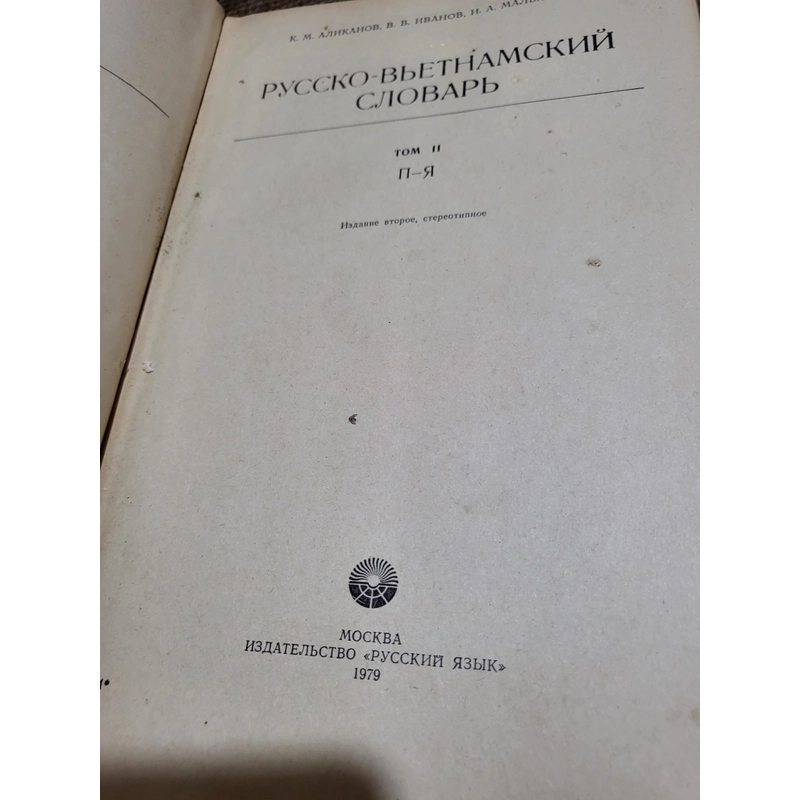 К. М. АЛИКАНОВ, В. В. ИВАНОВ, И. А.
РУССКО-ВЬЕТНАМСКИЙ
СЛОВАРЬ
ТОМ II
П—Я
Издание второе, стереотипное
МОСКВА
ИЗДАТЕЛЬСТВО «РУССКИЙ ЯЗЫК»
1979